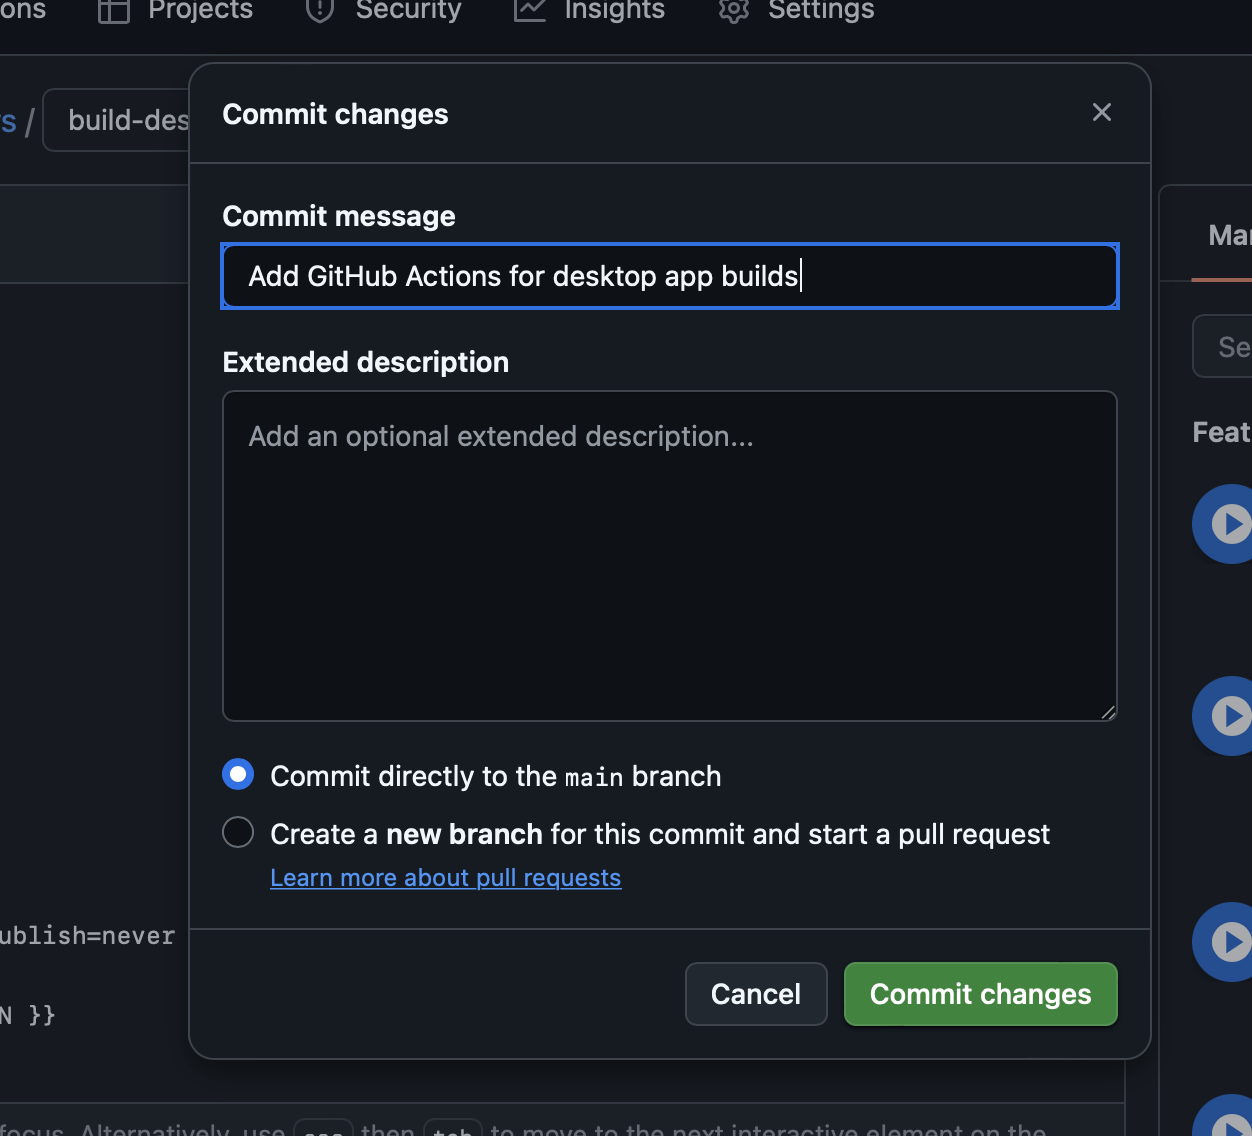 ons Projects Security Insights Settings
s / build-des
Commit changes
Commit message
Mar
Add GitHub Actions for desktop app builds
Se
Extended description
Feat
Add an optional extended description...
Commit directly to the main branch
Create a new branch for this commit and start a pull request
Learn more about pull requests
ublish=never
Cancel Commit changes
N }}
focus. Alternatively, use esc then tab to move to the next interactive element on the